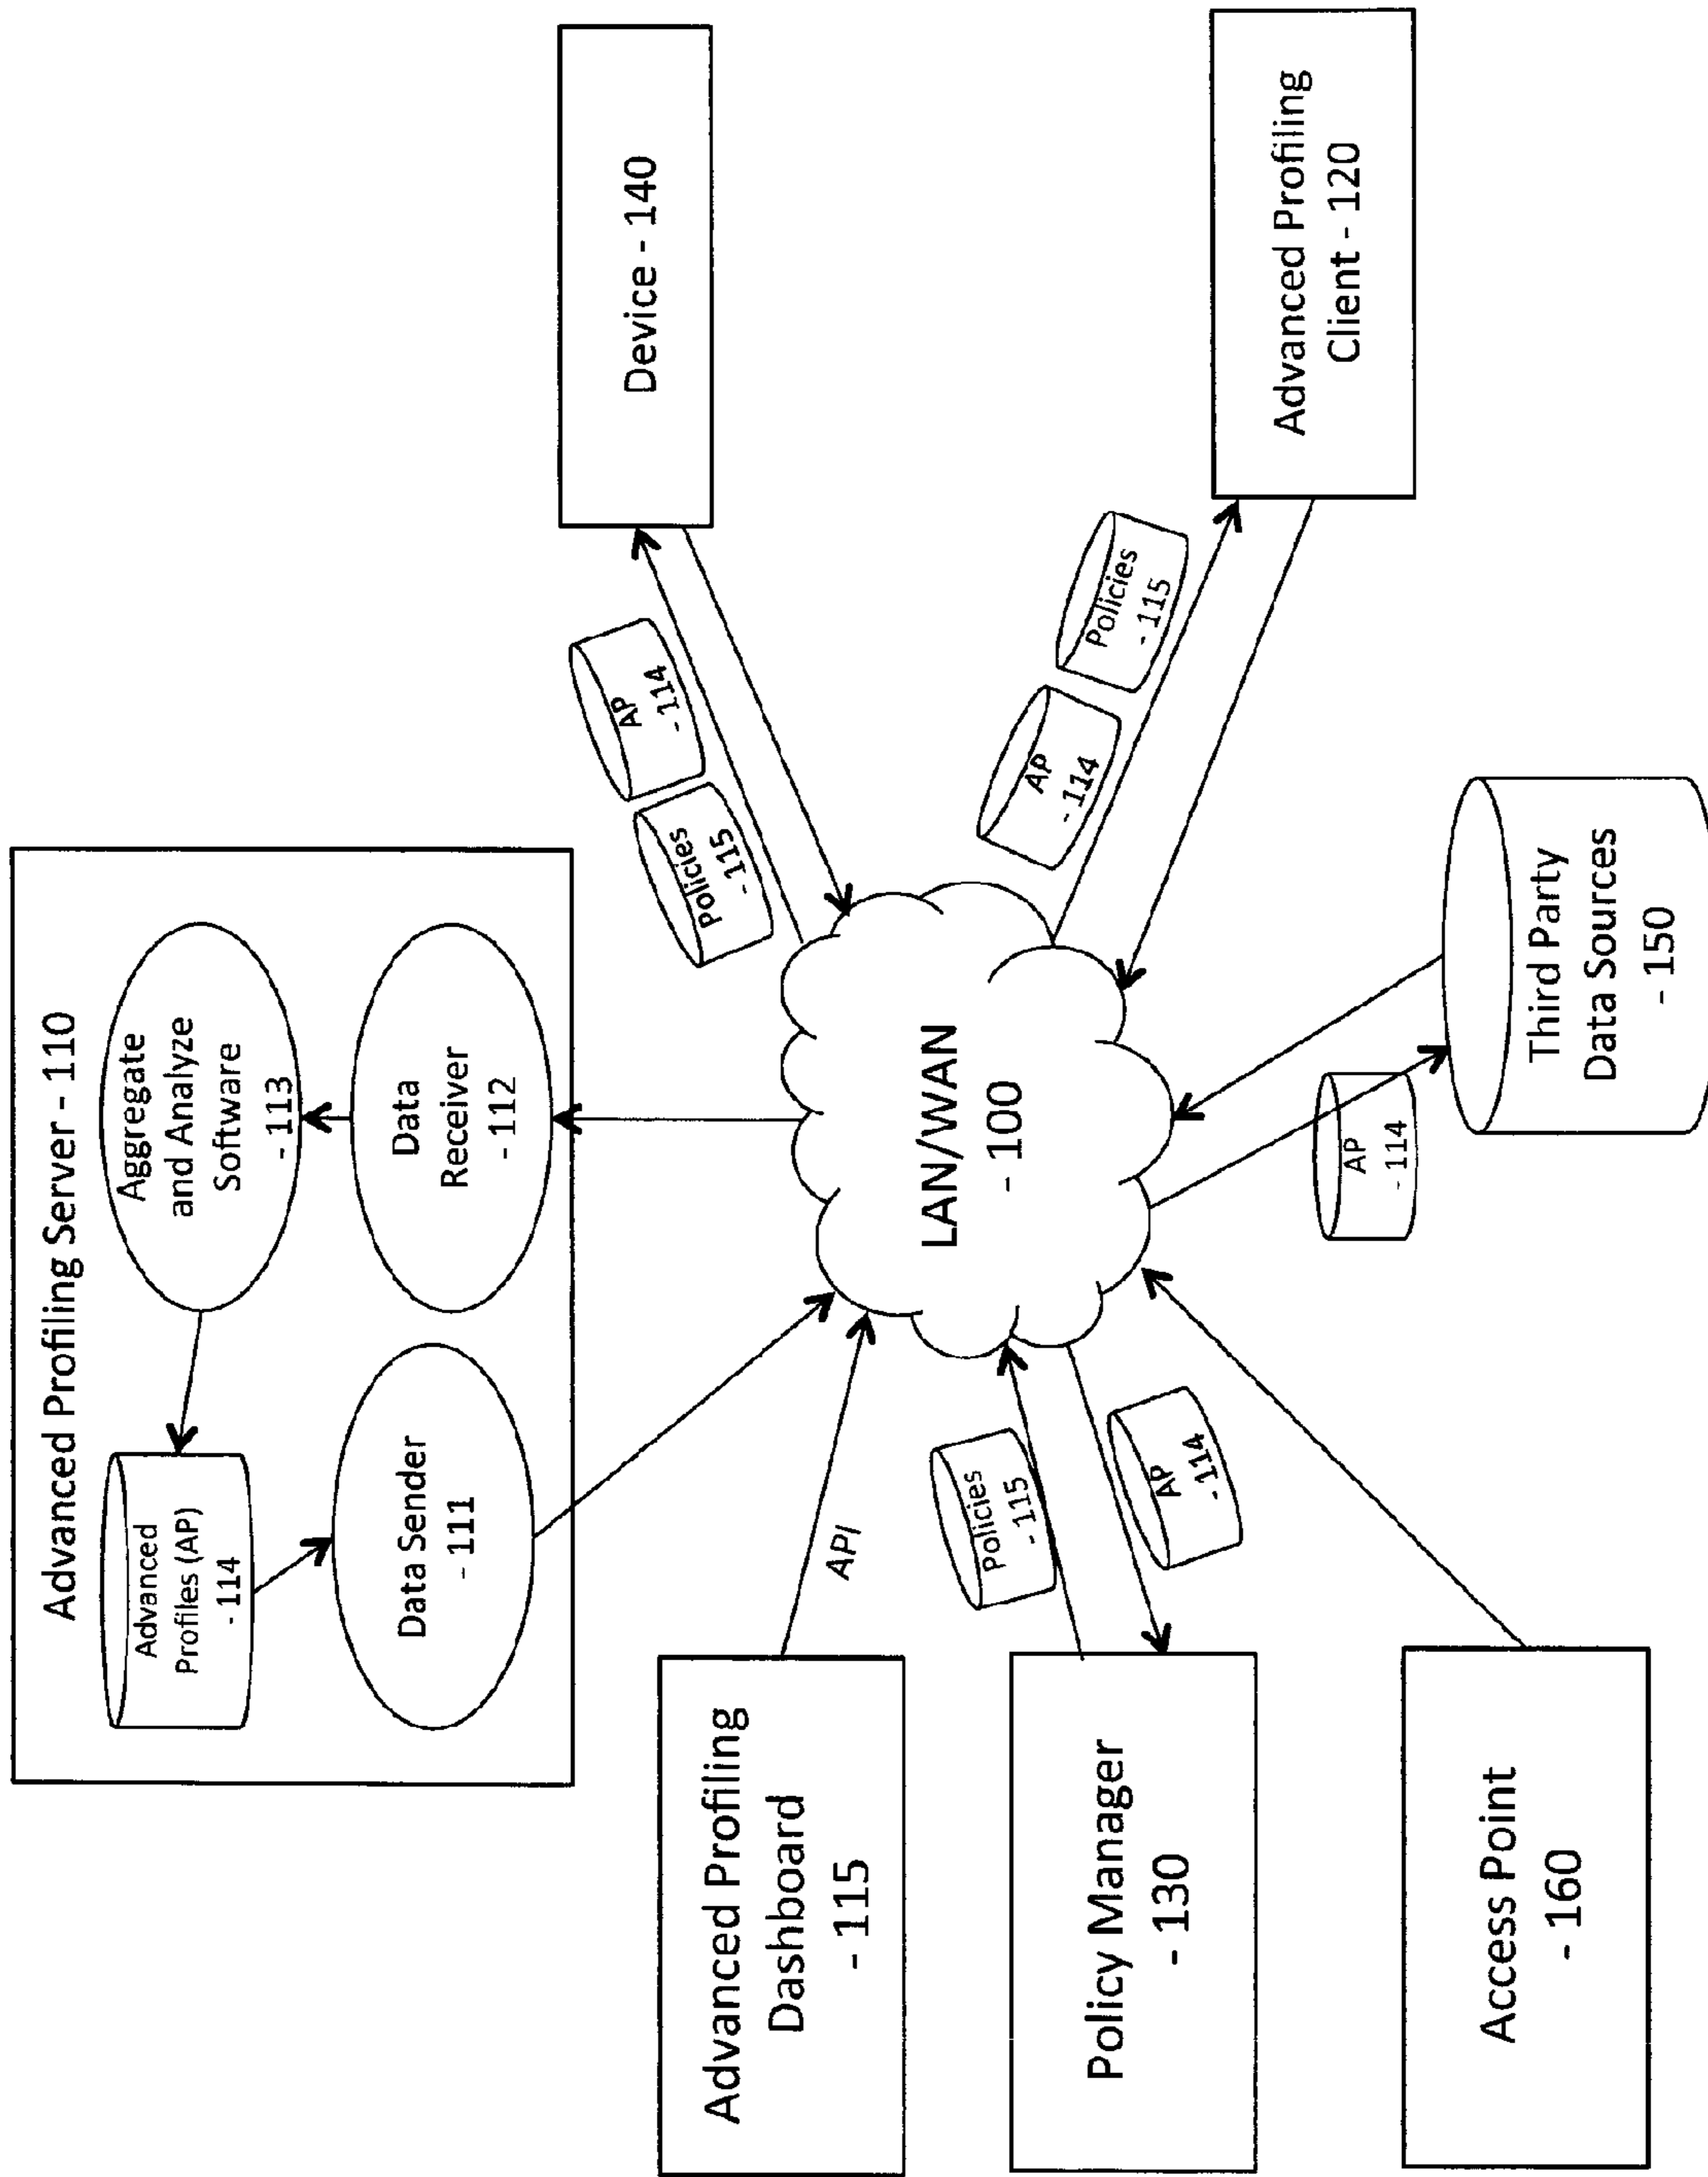 Advanced Profiling Server - 110
Advanced
Profiles (AP)
- 114
Aggregate
and Analyze
Software
- 113
Data Sender
- 111
Data
Receiver
- 112
Advanced Profiling
Dashboard
- 115
API
Policies
- 115
AP
- 114
Device - 140
LAN/WAN
- 100
Policy Manager
- 130
Policies
- 115
AP
- 114
AP
- 114
Policies
- 115
Advanced Profiling
Client - 120
Access Point
- 160
AP
- 114
Third Party
Data Sources
- 150